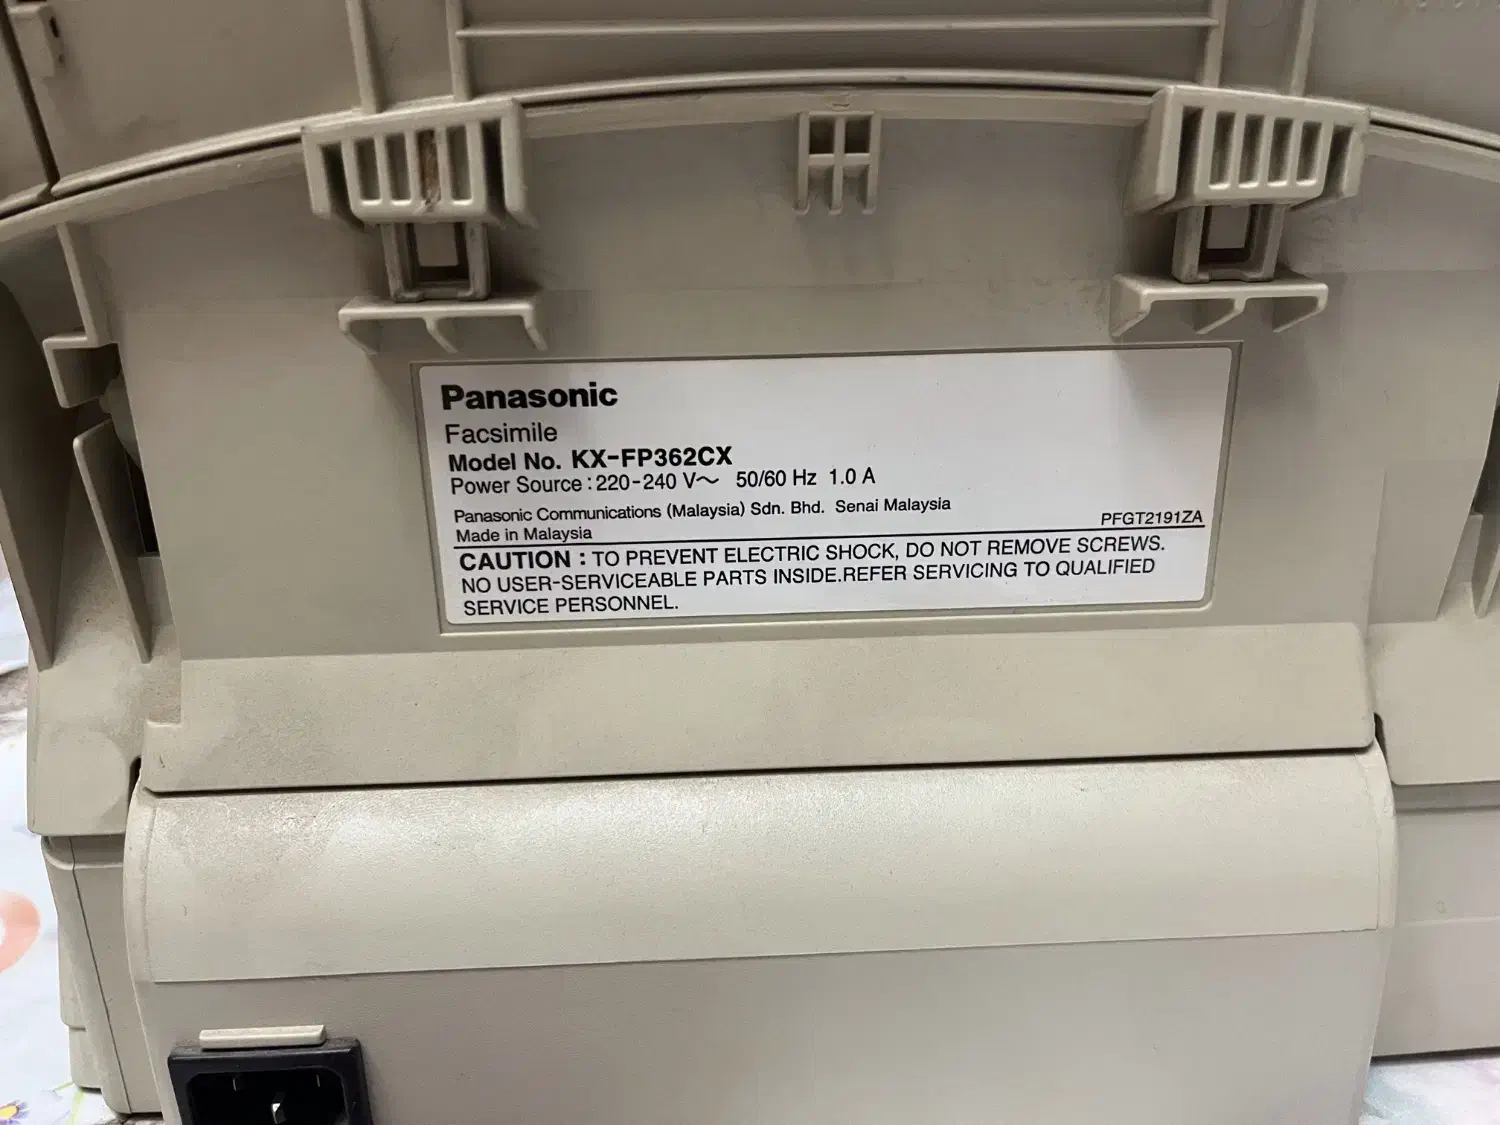 Panasonic
Facsimile
Model No. KX-FP362CX
Power Source : 220-240 V～ 50/60 Hz 1.0 A
Panasonic Communications (Malaysia) Sdn. Bhd. Senai Malaysia
Made in Malaysia
PFGT2191ZA
CAUTION : TO PREVENT ELECTRIC SHOCK, DO NOT REMOVE SCREWS.
NO USER-SERVICEABLE PARTS INSIDE.REFER SERVICING TO QUALIFIED
SERVICE PERSONNEL.